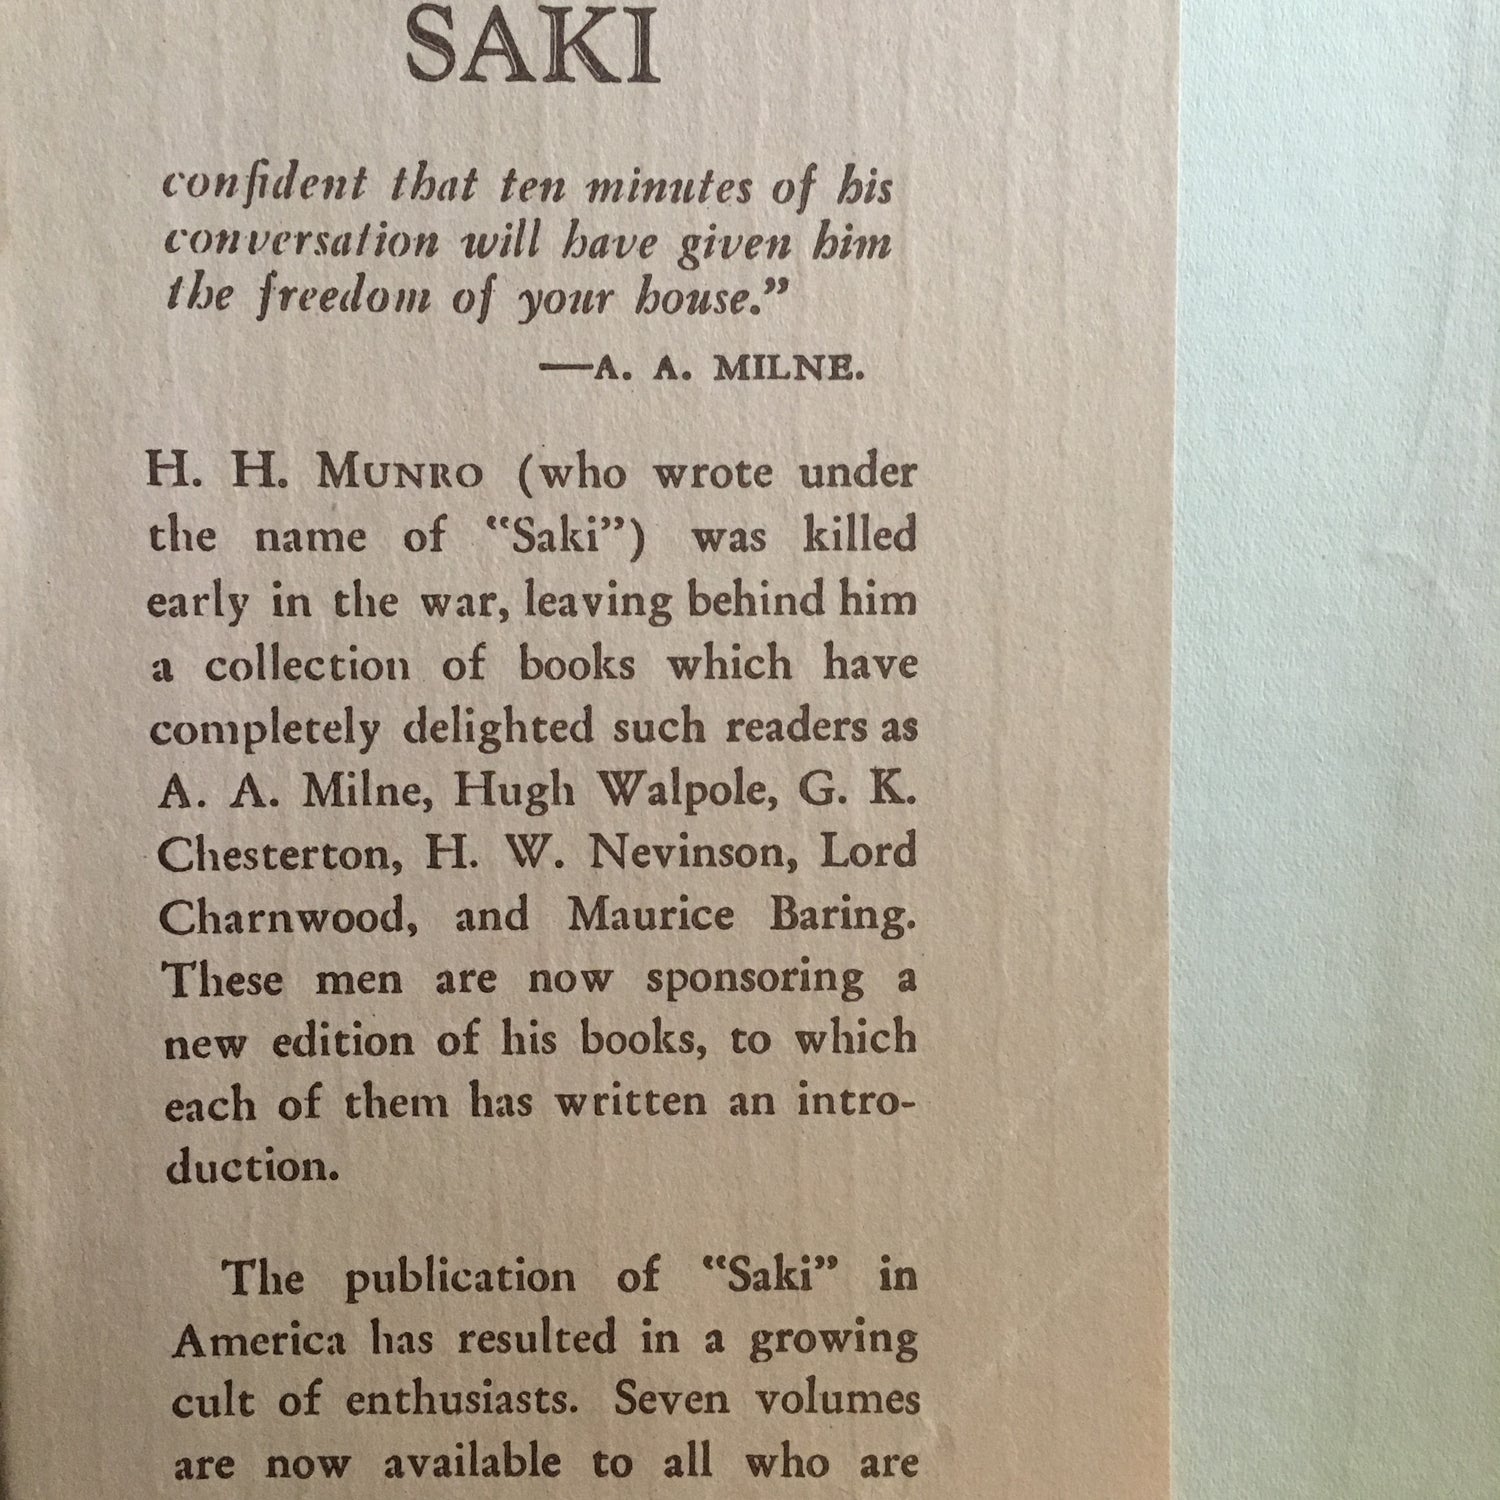 SAKI
confident that ten minutes of his
conversation will have given him
the freedom of your house.”
—A. A. MILNE.
H. H. MUNRO (who wrote under
the name of “Saki”) was killed
early in the war, leaving behind him
a collection of books which have
completely delighted such readers as
A. A. Milne, Hugh Walpole, G. K.
Chesterton, H. W. Nevinson, Lord
Charnwood, and Maurice Baring.
These men are now sponsoring a
new edition of his books, to which
each of them has written an intro-
duction.
The publication of “Saki” in
America has resulted in a growing
cult of enthusiasts. Seven volumes
are now available to all who are